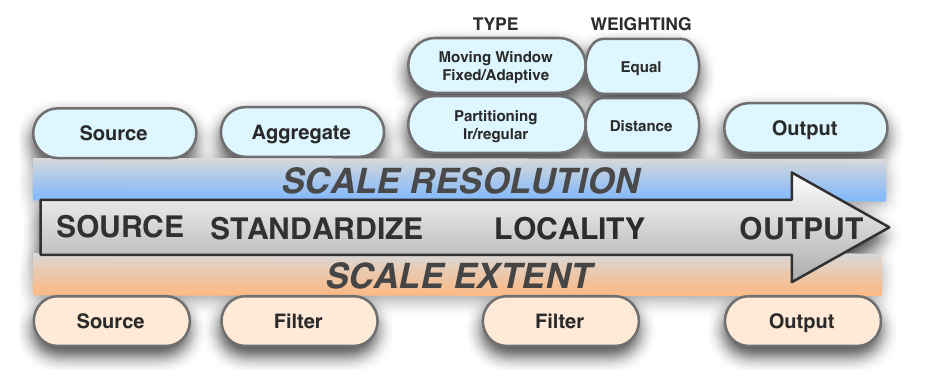 TYPE WEIGHTING
Moving Window
Fixed/Adaptive
Equal
Partitioning
Ir/regular
Distance
Source
Aggregate
Output
SCALE RESOLUTION
SOURCE STANDARDIZE LOCALITY OUTPUT
SCALE EXTENT
Source
Filter
Filter
Output